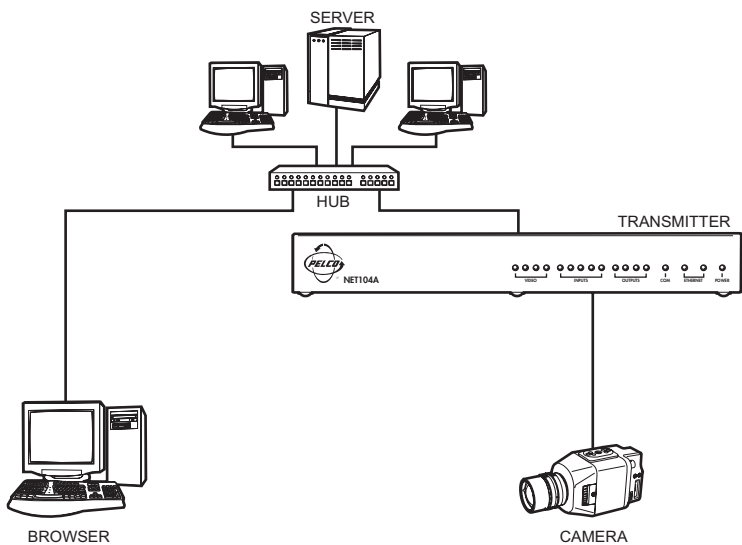 SERVER
HUB
TRANSMITTER
PELCO
NET104A
VIDEO INPUTS OUTPUTS COM ETHERNET POWER
BROWSER
CAMERA